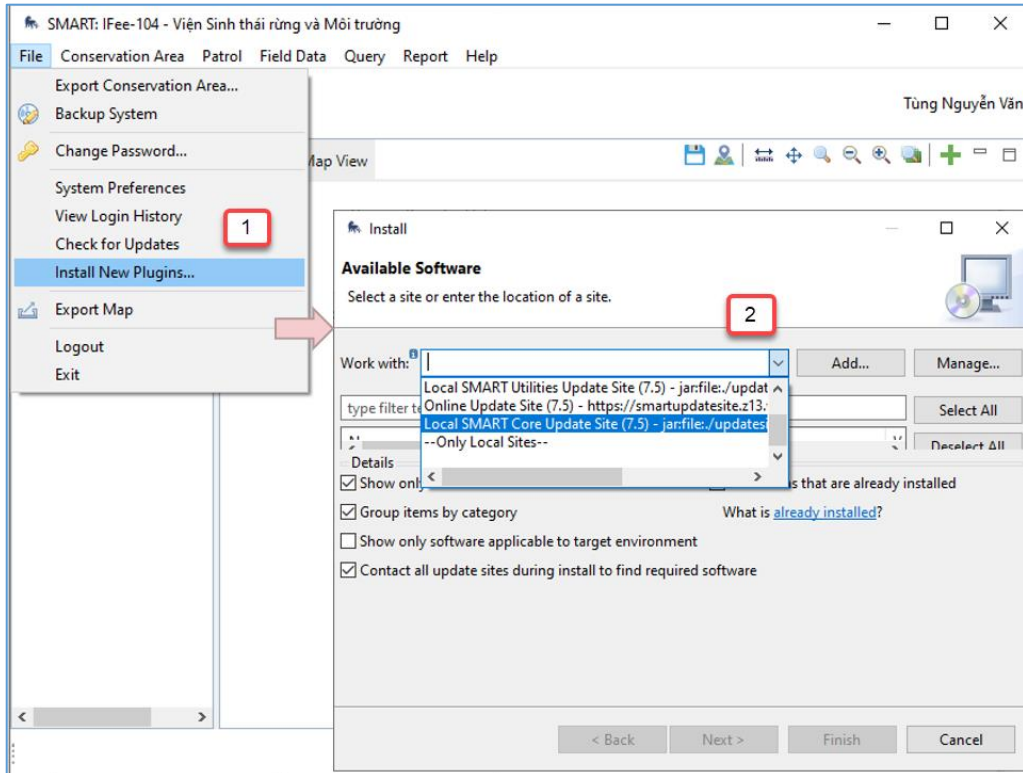 SMART: IFee-104 - Viện Sinh thái rừng và Môi trường
File Conservation Area Patrol Field Data Query Report Help
Export Conservation Area...
Backup System
Tùng Nguyễn Văn
Change Password...
Map View
System Preferences
View Login History
1
Check for Updates
Install New Plugins...
Export Map
Logout
Exit
Install
Available Software
Select a site or enter the location of a site.
2
Work with:
Add...
Manage...
Local SMART Utilities Update Site (7.5) - jar:file:./updat
Online Update Site (7.5) - https://smartupdatesite.z13.
Local SMART Core Update Site (7.5) - jar:file:./updatesi
--Only Local Sites--
type filter te
Select All
Deselect All
Details
Show only
s that are already installed
Group items by category
What is already installed?
Show only software applicable to target environment
Contact all update sites during install to find required software
< Back
Next >
Finish
Cancel